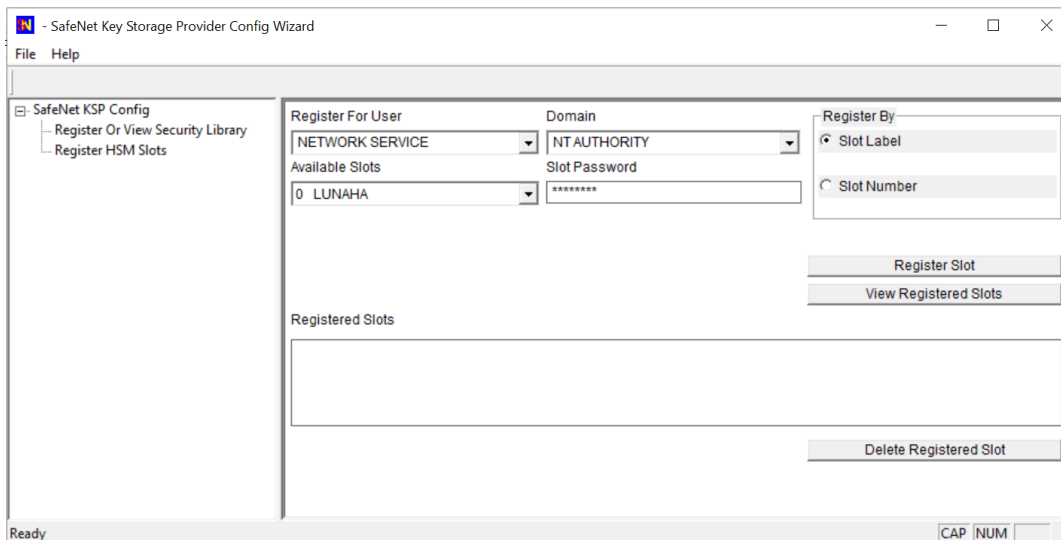 - SafeNet Key Storage Provider Config Wizard
File Help
SafeNet KSP Config
Register Or View Security Library
Register HSM Slots
Register For User
Domain
NETWORK SERVICE
NT AUTHORITY
Available Slots
Slot Password
0 LUNAHA
********
Register By
Slot Label
Slot Number
Register Slot
View Registered Slots
Registered Slots
Delete Registered Slot
Ready
CAP NUM